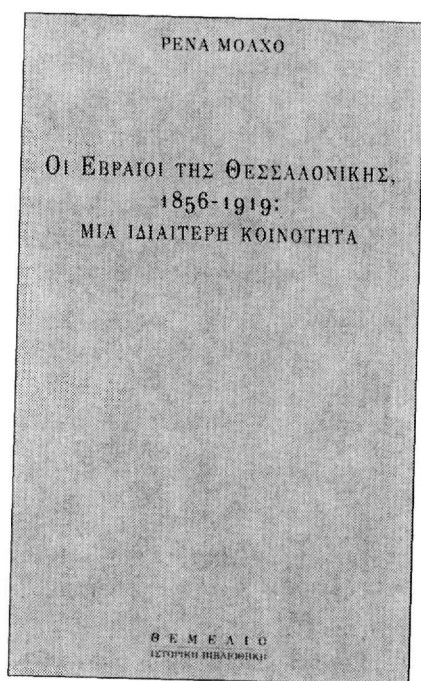 ΡΕΝΑ ΜΟΛΧΟ
ΟΙ ΕΒΡΑΙΟΙ ΤΗΣ ΘΕΣΣΑΛΟΝΙΚΗΣ,
1856-1919:
ΜΙΑ ΙΔΙΑΙΤΕΡΗ ΚΟΙΝΟΤΗΤΑ
ΘΕΜΕΛΙΟ
ΙΣΤΟΡΙΚΗ ΒΙΒΛΙΟΘΗΚΗ